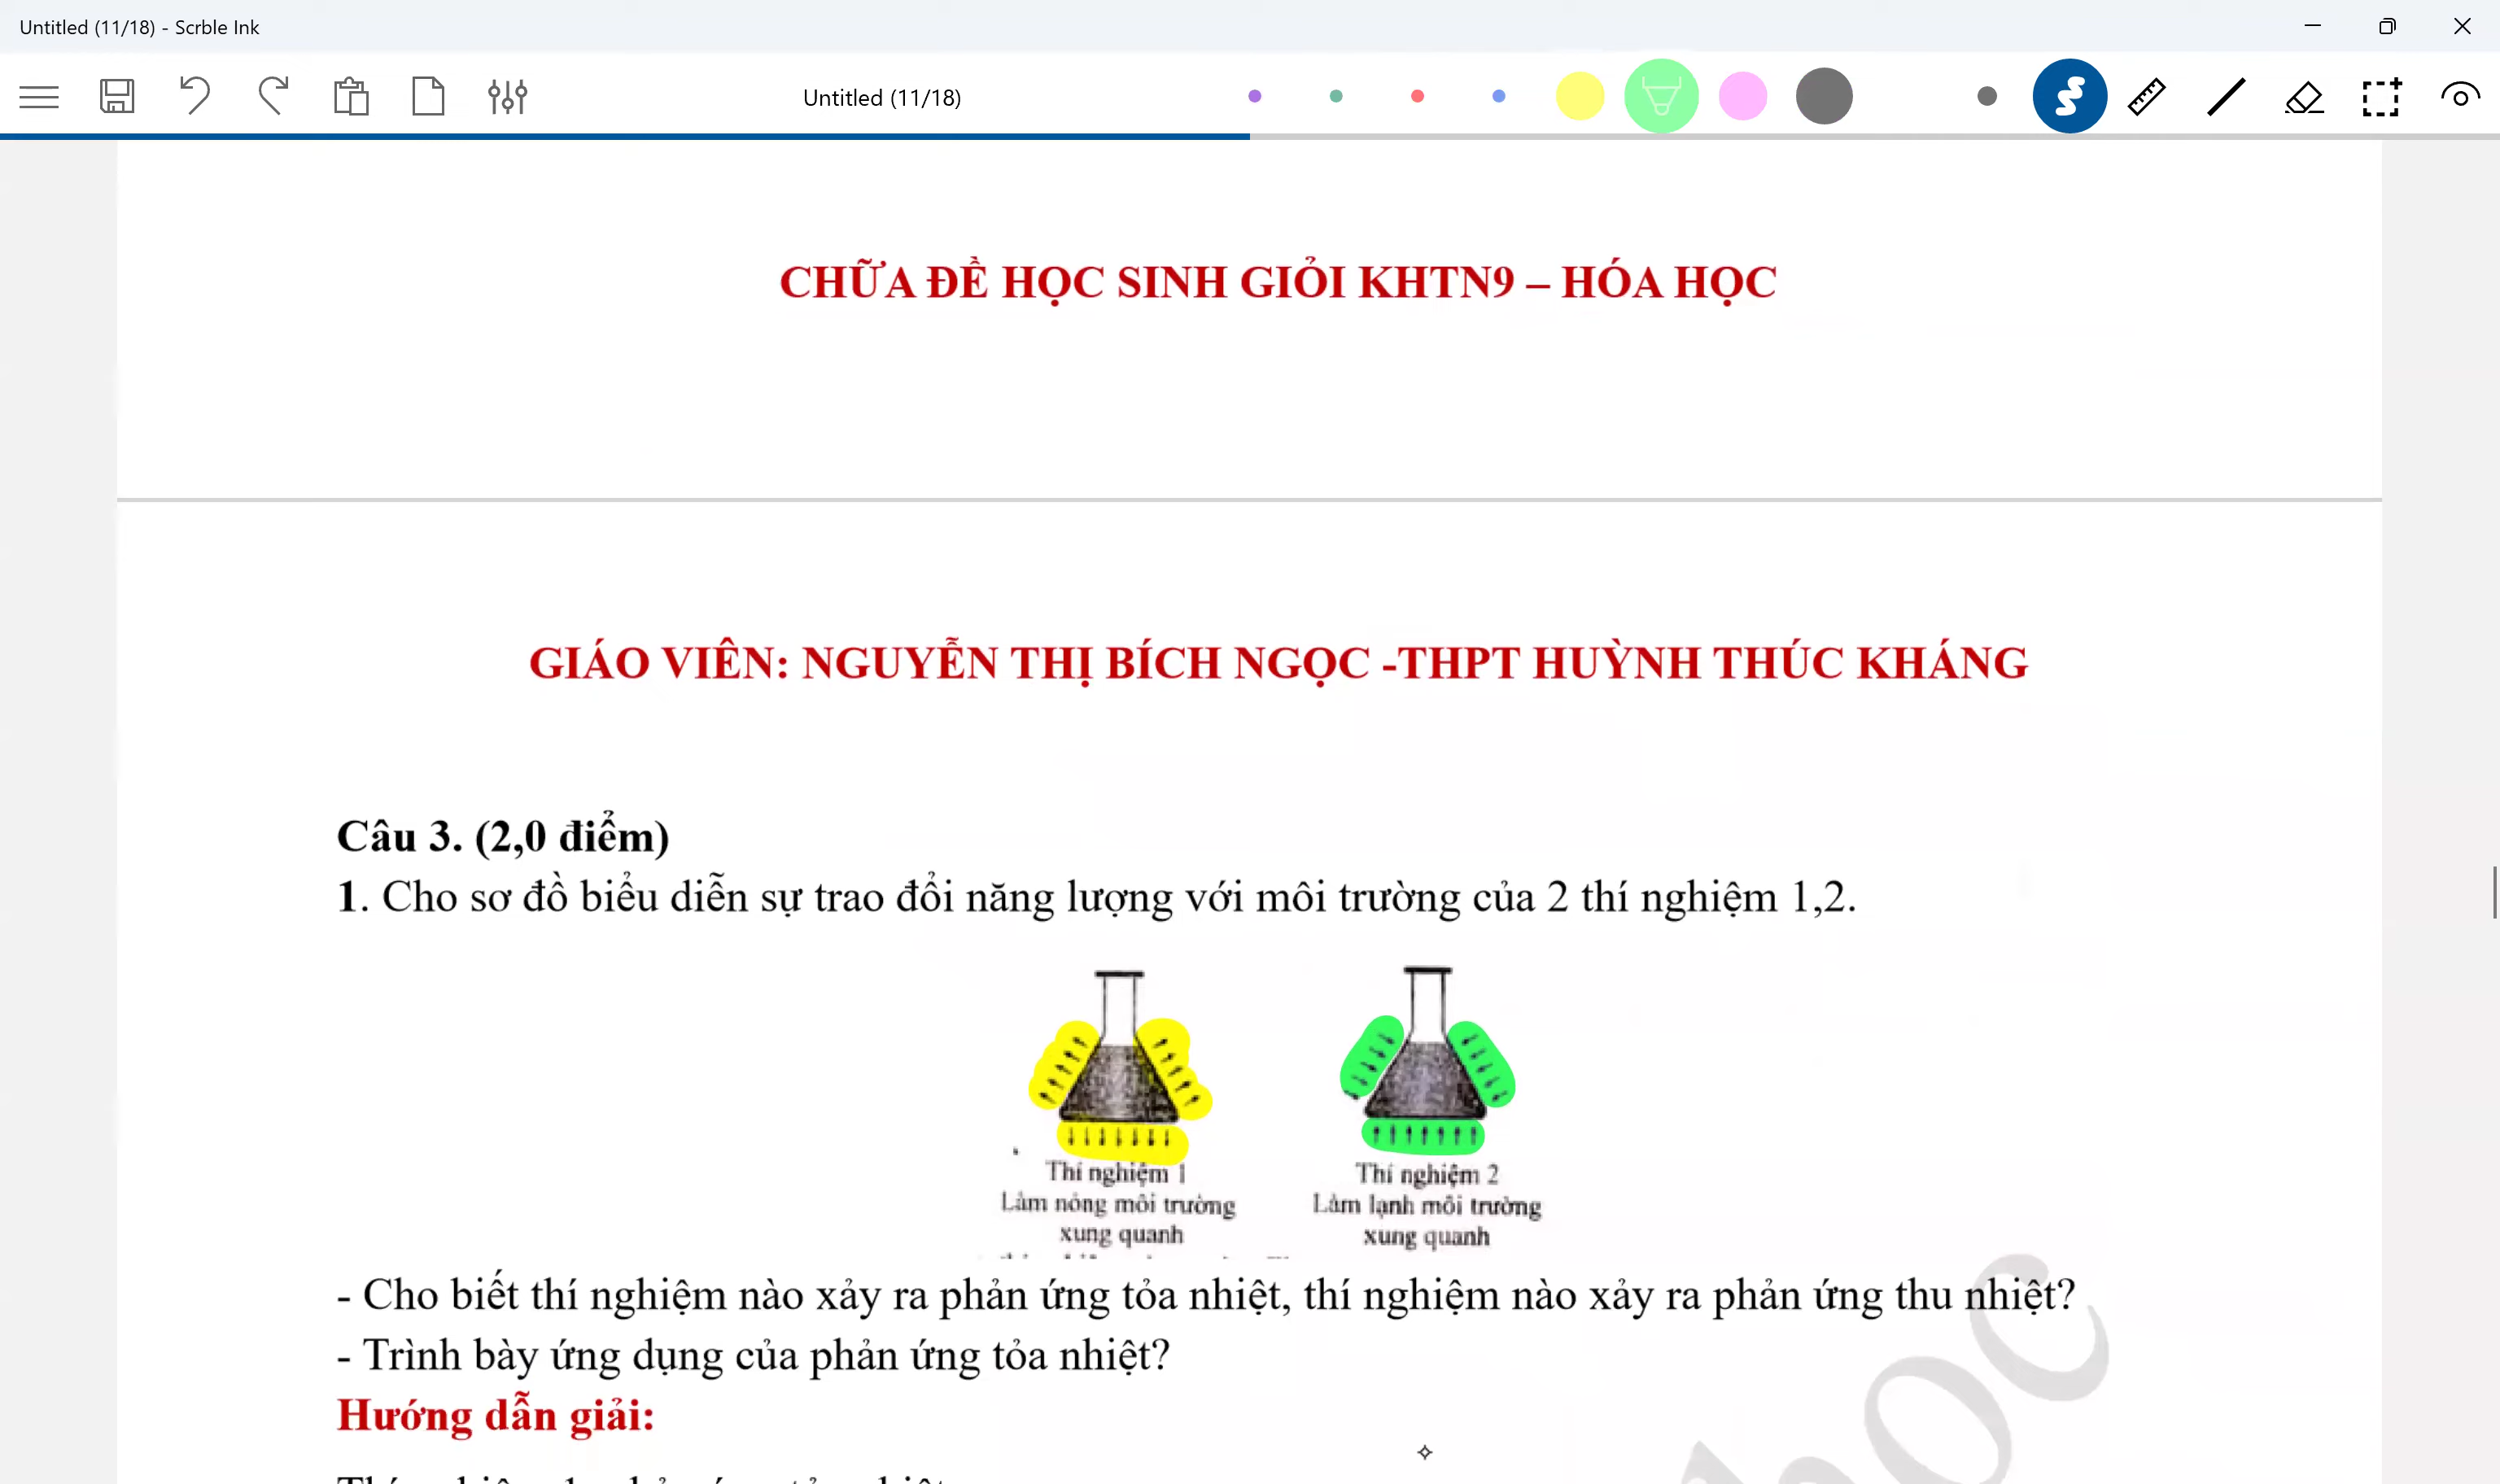 Untitled (11/18) - Scrble Ink
Untitled (11/18)
CHỮA ĐỀ HỌC SINH GIỎI KHTN9 – HÓA HỌC
GIÁO VIÊN: NGUYỄN THỊ BÍCH NGỌC -THPT HUỲNH THÚC KHÁNG
Câu 3. (2,0 điểm)
1. Cho sơ đồ biểu diễn sự trao đổi năng lượng với môi trường của 2 thí nghiệm 1,2.
Thí nghiệm 1
Làm nóng môi trường
xung quanh
Thí nghiệm 2
Làm lạnh môi trường
xung quanh
- Cho biết thí nghiệm nào xảy ra phản ứng tỏa nhiệt, thí nghiệm nào xảy ra phản ứng thu nhiệt?
- Trình bày ứng dụng của phản ứng tỏa nhiệt?
Hướng dẫn giải: